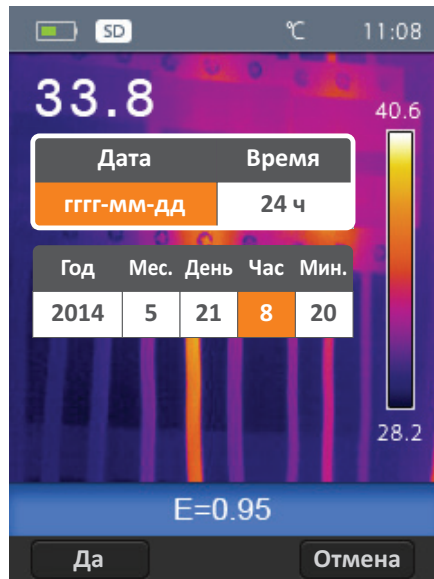 SD ℃ 11:08
33.8
40.6
Дата Время
гггг-мм-дд 24 ч
Год Мес. День Час Мин.
2014 5 21 8 20
28.2
E=0.95
Да Отмена